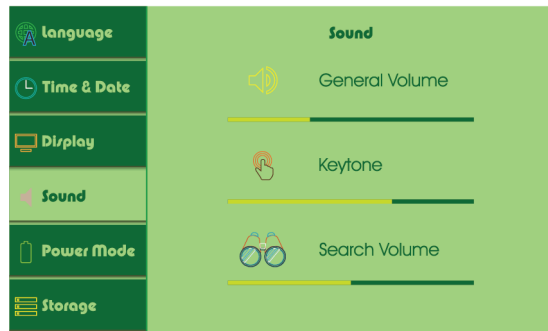 Language
Time & Date
Display
Sound
Power Mode
Storage
Sound
General Volume
Keytone
Search Volume